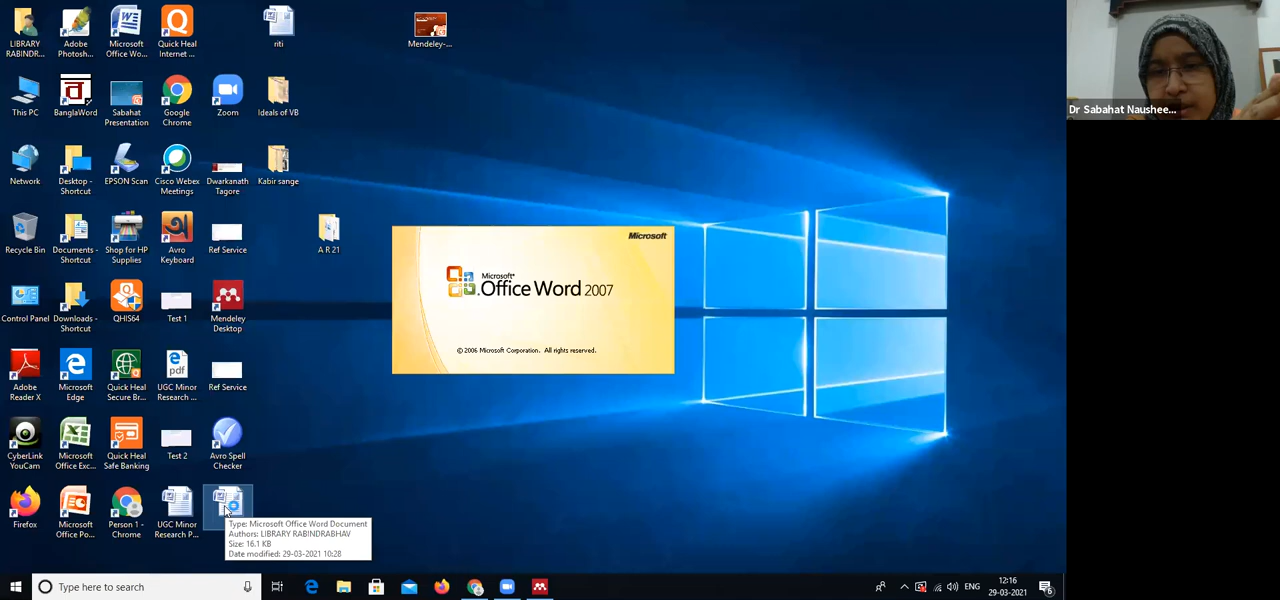 LIBRARY
RABINDR...
Adobe
Photosh...
Microsoft
Office Wo...
Quick Heal
Internet ...
riti
Mendeley-...
This PC
BanglaWord
Sabahat
Presentation
Google
Chrome
Zoom
Ideals of VB
Network
Desktop -
Shortcut
EPSON Scan
Cisco Webex
Meetings
Dwarkanath
Tagore
Kabir sange
Recycle Bin
Documents -
Shortcut
Shop for HP
Supplies
Avro
Keyboard
Ref Service
A R 21
Control Panel
Downloads -
Shortcut
QHIS64
Test 1
Mendeley
Desktop
Adobe
Reader X
Microsoft
Edge
Quick Heal
Secure Br...
UGC Minor
Research ...
Ref Service
CyberLink
YouCam
Microsoft
Office Exc...
Quick Heal
Safe Banking
Test 2
Avro Spell
Checker
Firefox
Microsoft
Office Po...
Person 1 -
Chrome
UGC Minor
Research P...
Type: Microsoft Office Word Document
Authors: LIBRARY RABINDRABHAV
Size: 16.1 KB
Date modified: 29-03-2021 10:28
Microsoft
Microsoft®
Office Word 2007
© 2006 Microsoft Corporation. All rights reserved.
Dr Sabahat Naushee...
Type here to search
ENG
12:16
29-03-2021
6